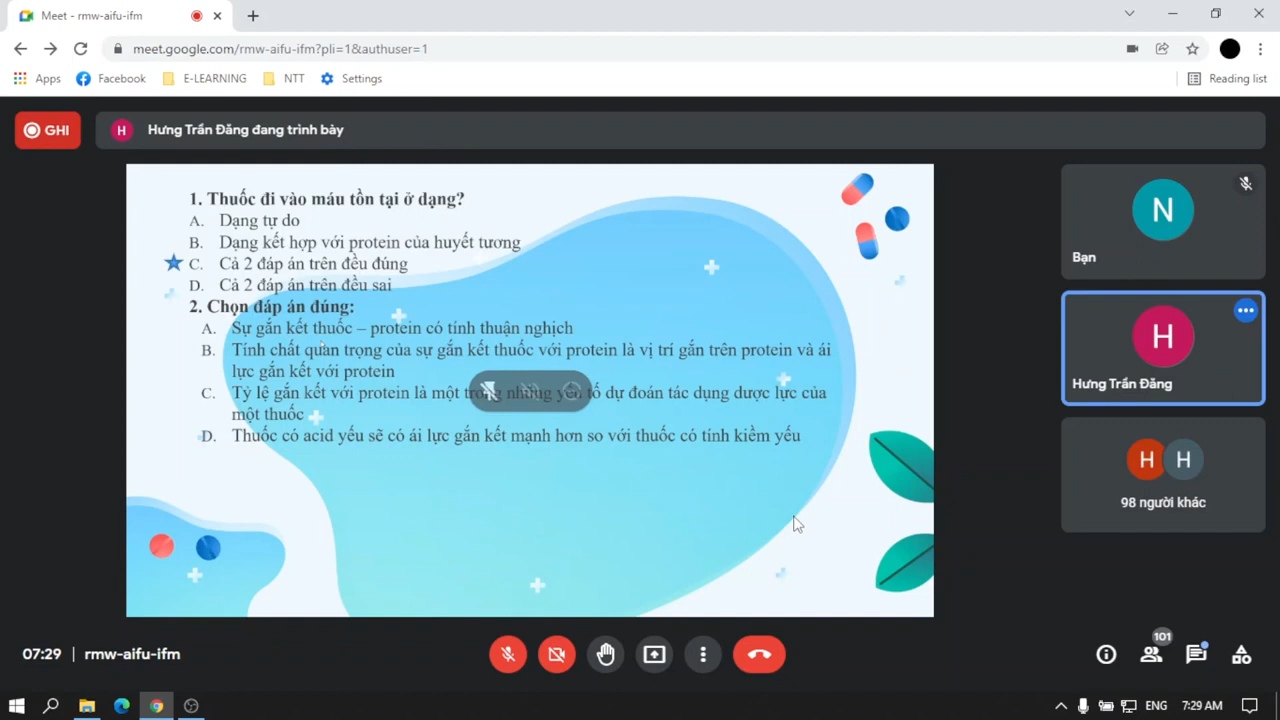 Meet - rmw-aifu-ifm
meet.google.com/rmw-aifu-ifm?pli=1&authuser=1
Apps Facebook E-LEARNING NTT Settings Reading list
GHI H Hưng Trần Đăng đang trình bày
1. Thuốc đi vào máu tồn tại ở dạng?
A. Dạng tự do
B. Dạng kết hợp với protein của huyết tương
C. Cả 2 đáp án trên đều đúng
D. Cả 2 đáp án trên đều sai
2. Chọn đáp án đúng:
A. Sự gắn kết thuốc – protein có tính thuận nghịch
B. Tính chất quan trọng của sự gắn kết thuốc với protein là vị trí gắn trên protein và ái
lực gắn kết với protein
C. Tỷ lệ gắn kết với protein là một trong những yếu tố dự đoán tác dụng dược lực của
một thuốc
D. Thuốc có acid yếu sẽ có ái lực gắn kết mạnh hơn so với thuốc có tính kiềm yếu
N
Bạn
H
Hưng Trần Đăng
H H
98 người khác
07:29 | rmw-aifu-ifm
101
ENG 7:29 AM